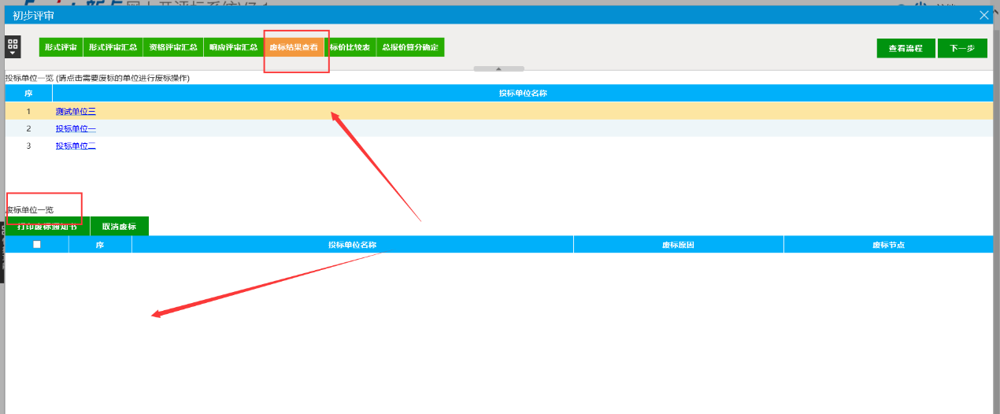 初步评审
形式评审 形式评审汇总 资格评审汇总 响应评审汇总 废标结果查看 标价比较表 总报价算分确定 查看流程 下一步
投标单位一览 (请点击需要废标的单位进行废标操作)
序 投标单位名称
1 测试单位三
2 投标单位一
3 投标单位二
废标单位一览
打印废标通知书 取消废标
序 投标单位名称 废标原因 废标节点